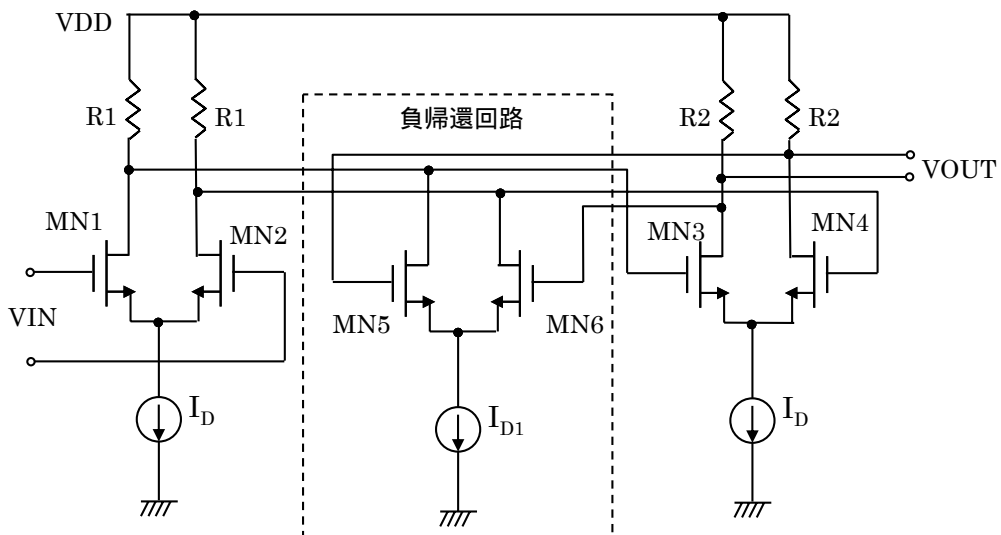 VDD
R1
R1
負帰還回路
R2
R2
VOUT
MN1
MN2
MN3
MN4
VIN
MN5
MN6
ID
ID1
ID